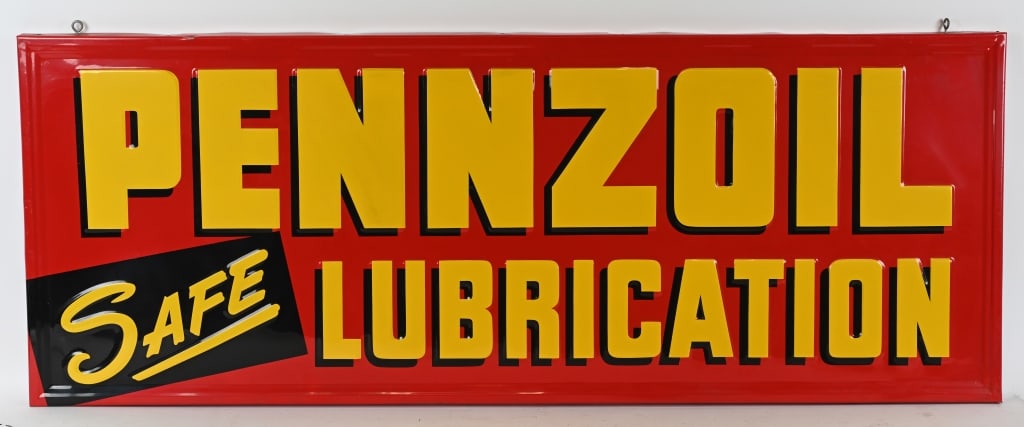 PENNZOIL
SAFE LUBRICATION